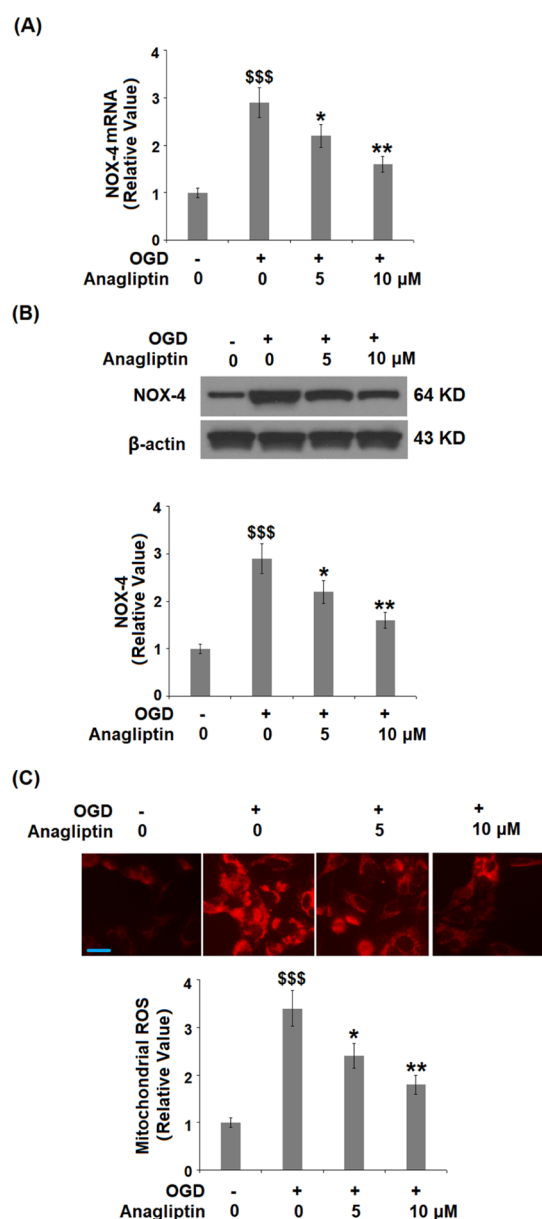 (A)
NOX-4 mRNA
(Relative Value)
4
3
2
1
0
$$$
*
**
OGD - + + +
Anagliptin 0 0 5 10 μM
(B)
OGD - + + +
Anagliptin 0 0 5 10 μM
NOX-4 64 KD
β-actin 43 KD
NOX-4
(Relative Value)
4
3
2
1
0
$$$
*
**
OGD - + + +
Anagliptin 0 0 5 10 μM
(C)
OGD - + + +
Anagliptin 0 0 5 10 μM
Mitochondrial ROS
(Relative Value)
4
3
2
1
0
$$$
*
**
OGD - + + +
Anagliptin 0 0 5 10 μM